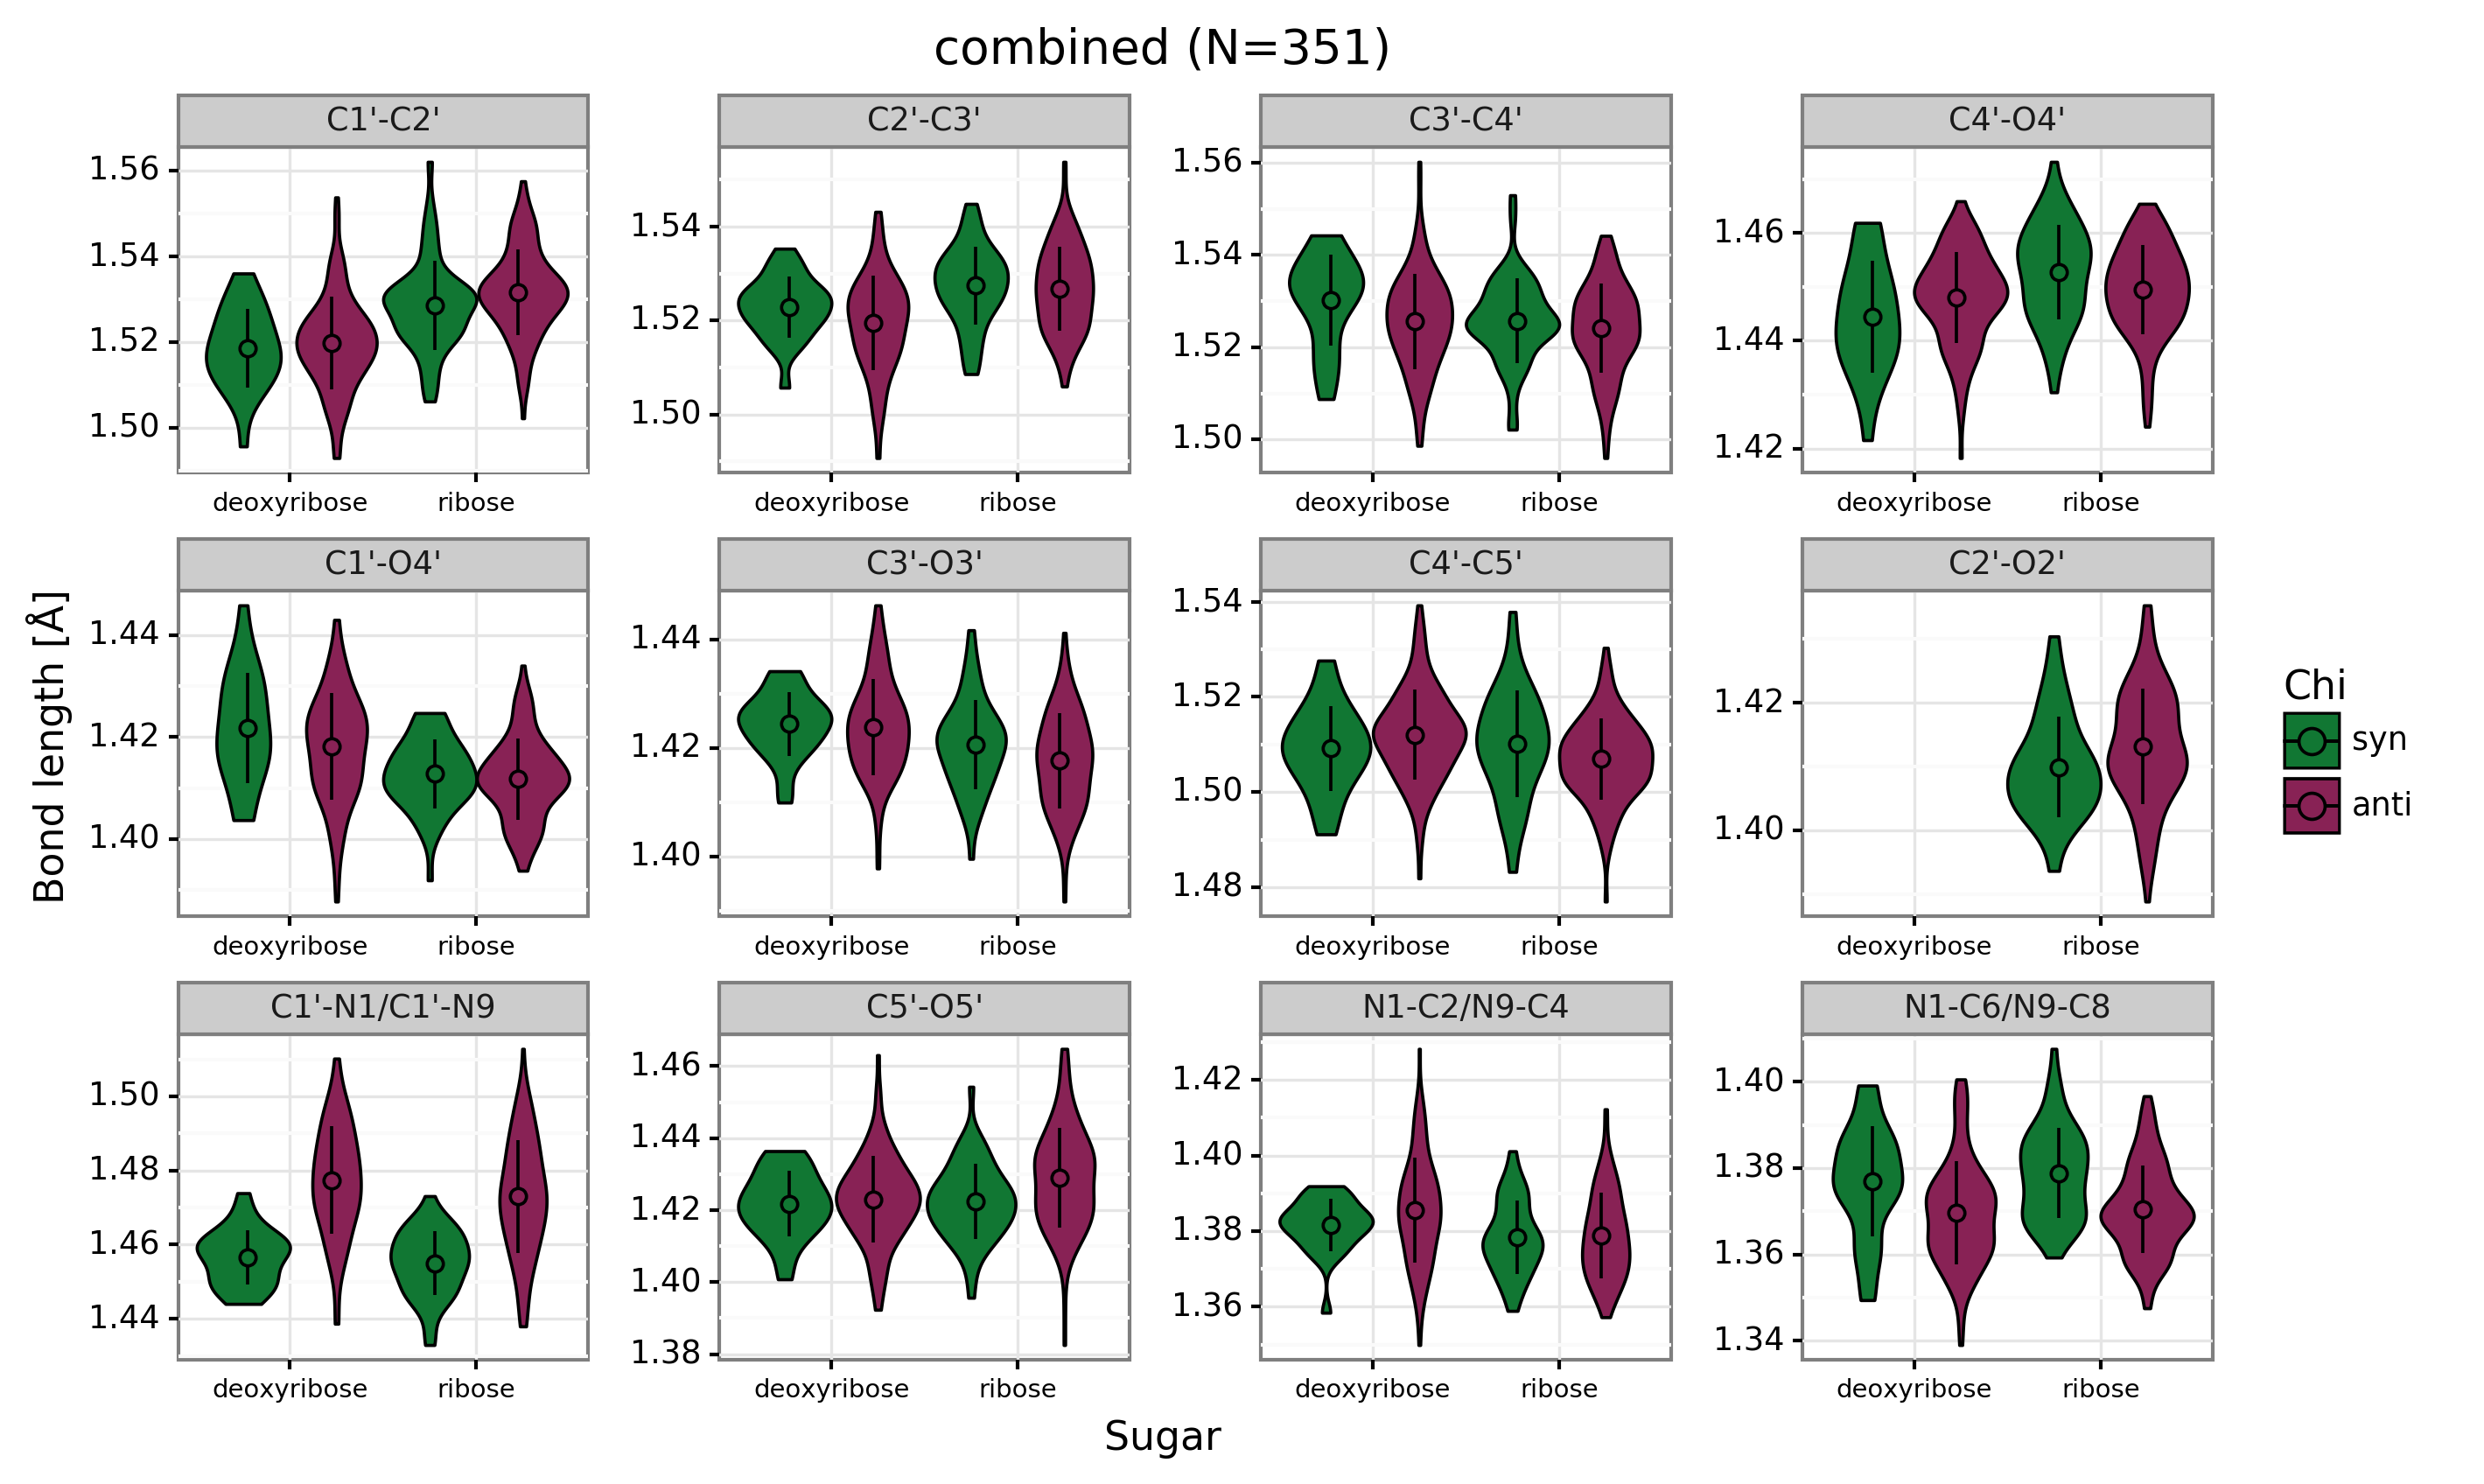 combined (N=351)
C1'-C2'
C2'-C3'
C3'-C4'
C4'-O4'
1.56
1.54
1.52
1.50
1.54
1.52
1.50
1.56
1.54
1.52
1.50
1.46
1.44
1.42
deoxyribose ribose
deoxyribose ribose
deoxyribose ribose
deoxyribose ribose
C1'-O4'
C3'-O3'
C4'-C5'
C2'-O2'
1.44
1.42
1.40
1.44
1.42
1.40
1.54
1.52
1.50
1.48
1.42
1.40
deoxyribose ribose
deoxyribose ribose
deoxyribose ribose
deoxyribose ribose
C1'-N1/C1'-N9
C5'-O5'
N1-C2/N9-C4
N1-C6/N9-C8
1.50
1.48
1.46
1.44
1.46
1.44
1.42
1.40
1.38
1.42
1.40
1.38
1.36
1.40
1.38
1.36
1.34
deoxyribose ribose
deoxyribose ribose
deoxyribose ribose
deoxyribose ribose
Bond length [Å]
Sugar
Chi
syn
anti